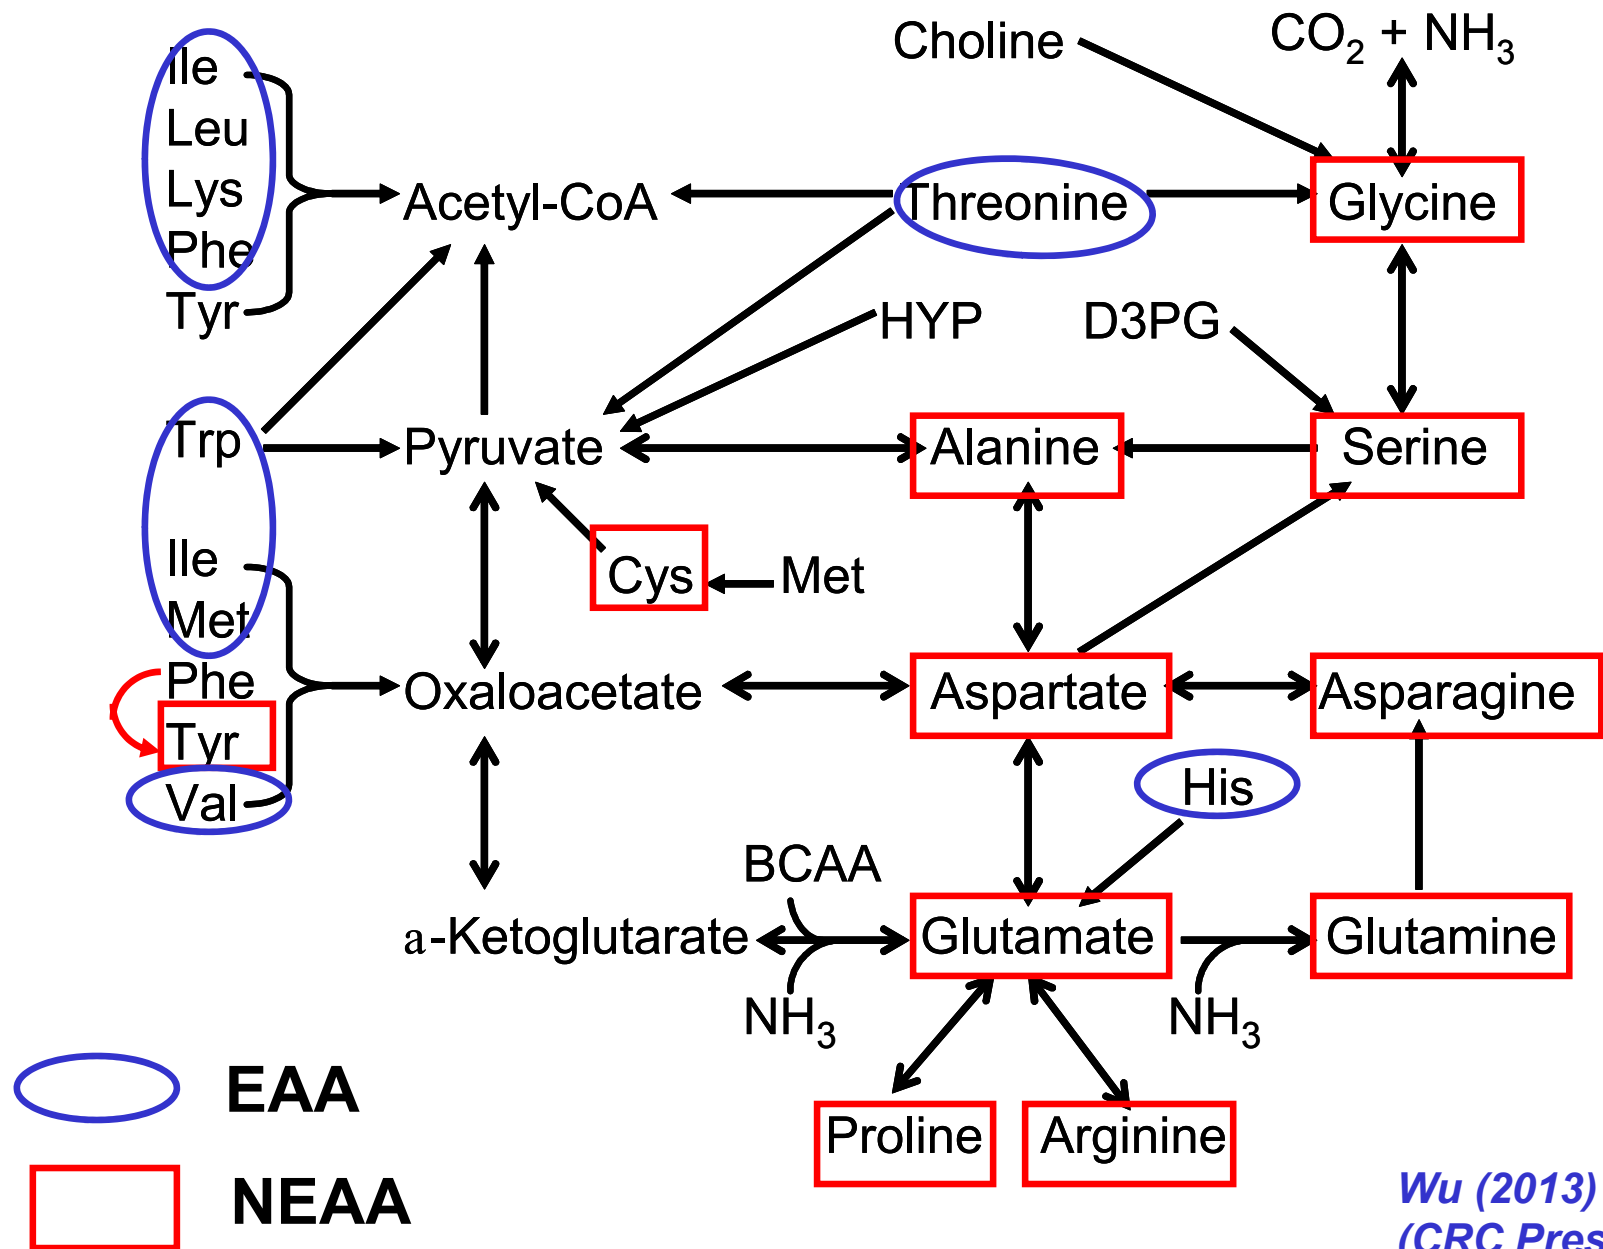 Ile
Leu
Lys
Phe
Tyr
Choline
CO₂ + NH₃
Acetyl-CoA
Threonine
Glycine
HYP
D3PG
Trp
Pyruvate
Alanine
Serine
Ile
Met
Phe
Tyr
Val
Cys
Met
Oxaloacetate
Aspartate
Asparagine
His
BCAA
a-Ketoglutarate
Glutamate
Glutamine
NH₃
NH₃
Proline
Arginine
EAA
NEAA
Wu (2013)
(CRC Pres